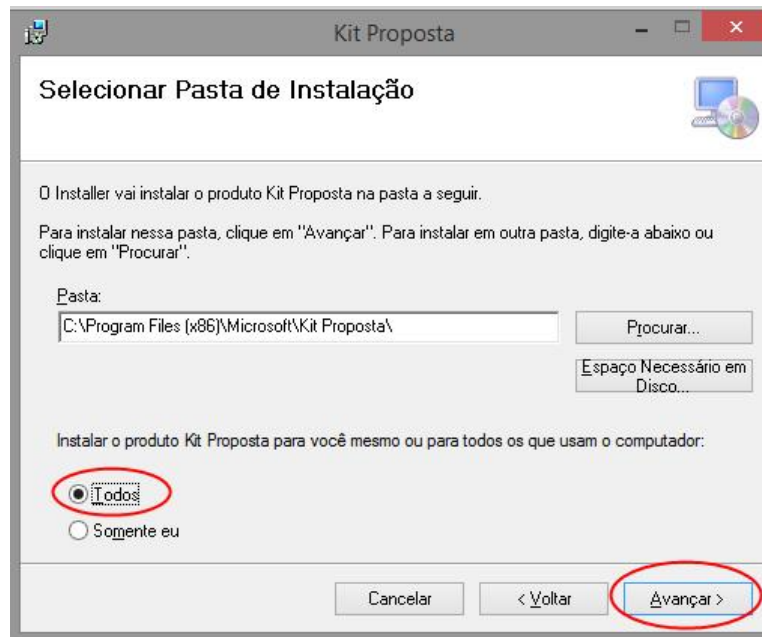 Kit Proposta
Selecionar Pasta de Instalação
O Installer vai instalar o produto Kit Proposta na pasta a seguir.
Para instalar nessa pasta, clique em "Avançar". Para instalar em outra pasta, digite-a abaixo ou
clique em "Procurar".
Pasta:
C:\Program Files (x86)\Microsoft\Kit Proposta\
Procurar...
Espaço Necessário em
Disco...
Instalar o produto Kit Proposta para você mesmo ou para todos os que usam o computador:
Todos
Somente eu
Cancelar
< Voltar
Avançar >